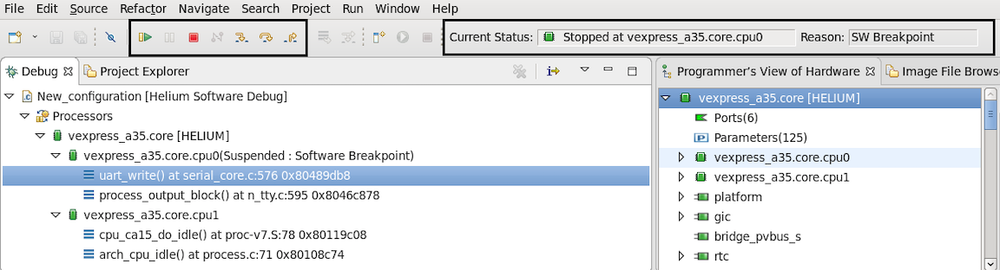 File Edit Source Refactor Navigate Search Project Run Window Help
Current Status: Stopped at vexpress_a35.core.cpu0 Reason: SW Breakpoint
Debug Project Explorer
New_configuration [Helium Software Debug]
Processors
vexpress_a35.core [HELIUM]
vexpress_a35.core.cpu0(Suspended : Software Breakpoint)
uart_write() at serial_core.c:576 0x80489db8
process_output_block() at n_tty.c:595 0x8046c878
vexpress_a35.core.cpu1
cpu_ca15_do_idle() at proc-v7.S:78 0x80119c08
arch_cpu_idle() at process.c:71 0x80108c74
Programmer's View of Hardware Image File Brows
vexpress_a35.core [HELIUM]
Ports(6)
Parameters(125)
vexpress_a35.core.cpu0
vexpress_a35.core.cpu1
platform
gic
bridge_pvbus_s
rtc